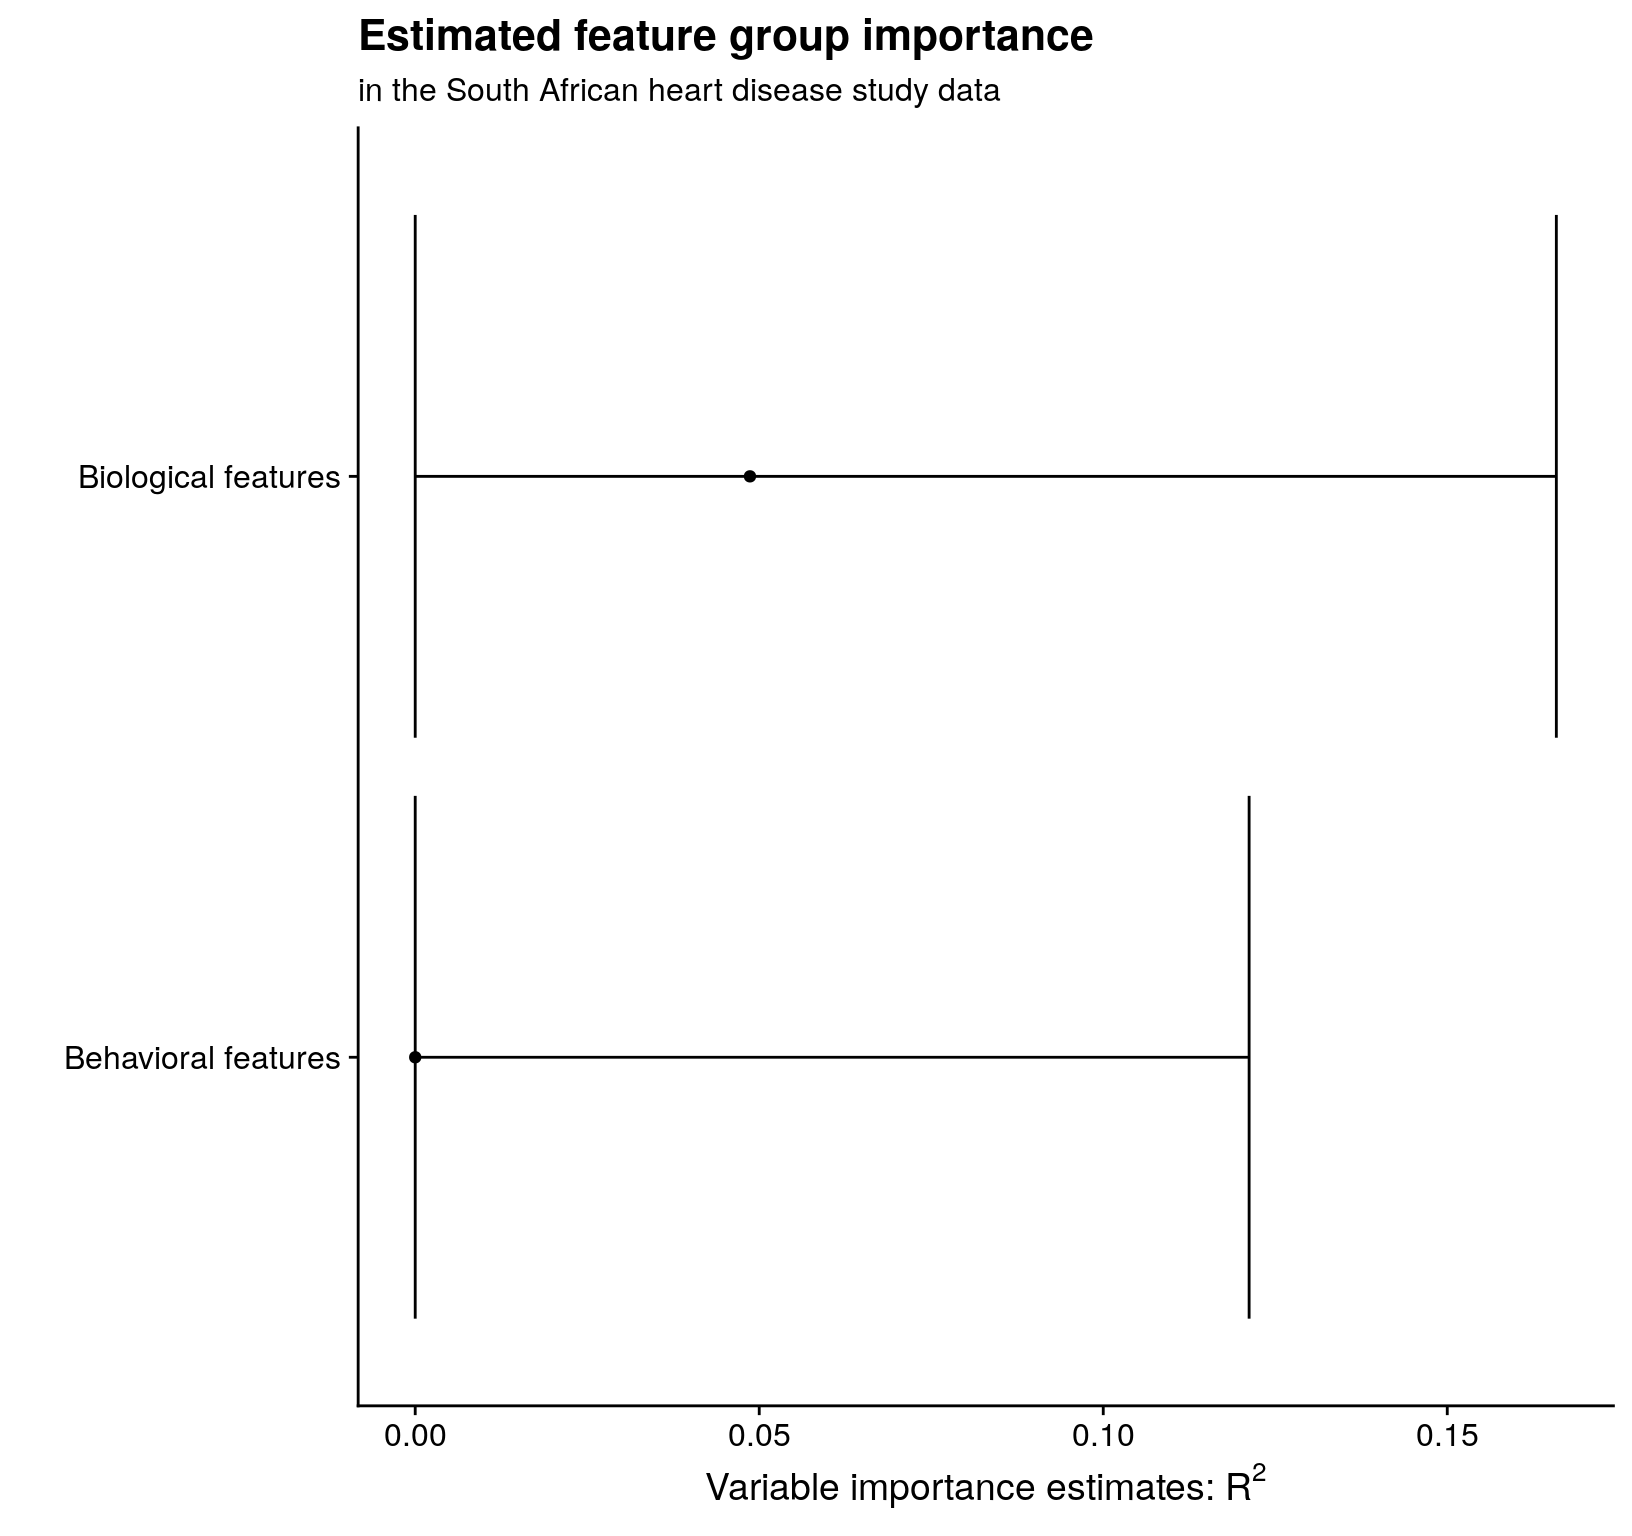 Estimated feature group importance
in the South African heart disease study data
Biological features
Behavioral features
0.00 0.05 0.10 0.15
Variable importance estimates: R²